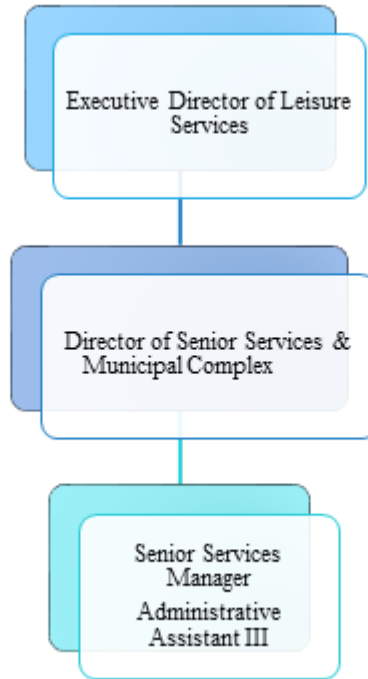 Executive Director of Leisure
Services
Director of Senior Services &
Municipal Complex
Senior Services
Manager
Administrative
Assistant III